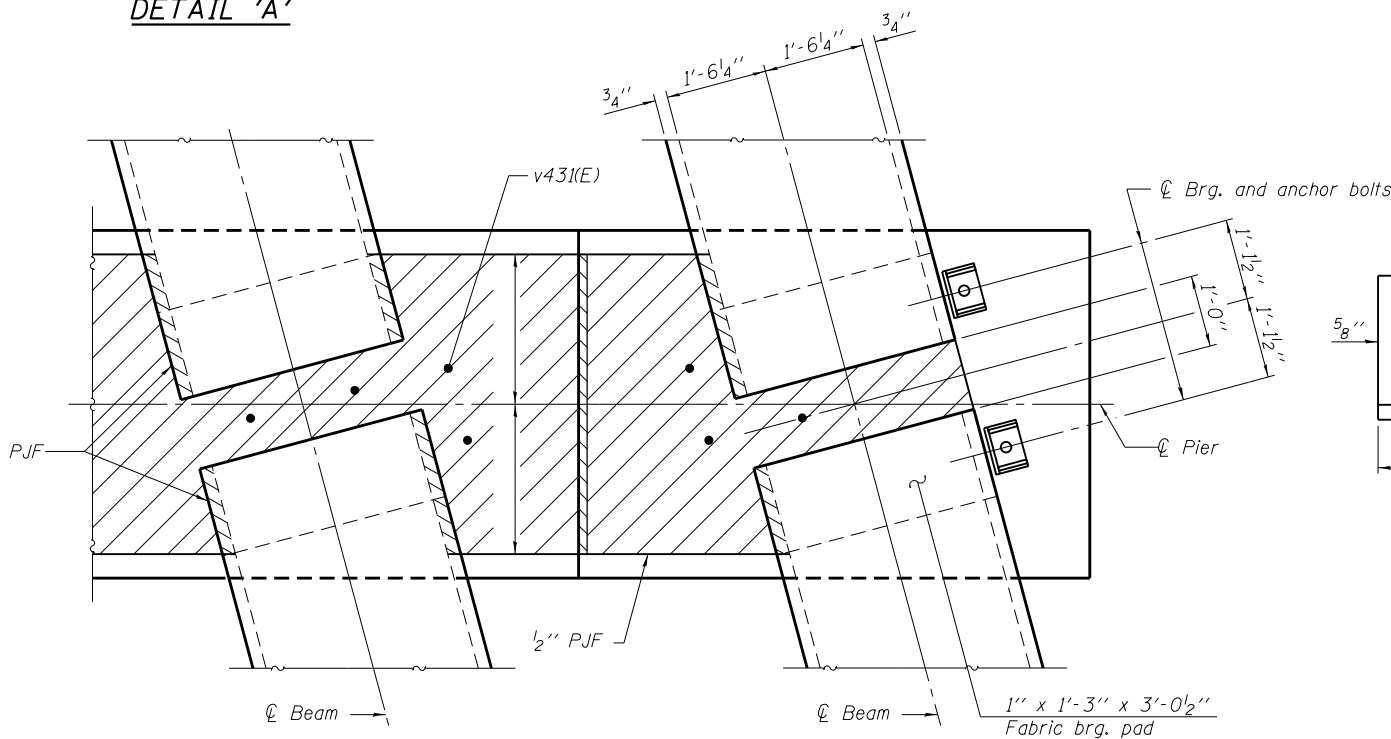 DETAIL 'A'
3/4"
1'-6 1/4"
1'-6 1/4"
3/4"
v431(E)
℄ Brg. and anchor bolts
1'-1 1/2"
1'-0"
1'-1 1/2"
5/8"
PJF
℄ Pier
1/2" PJF
℄ Beam
℄ Beam
1" x 1'-3" x 3'-0 1/2"
Fabric brg. pad